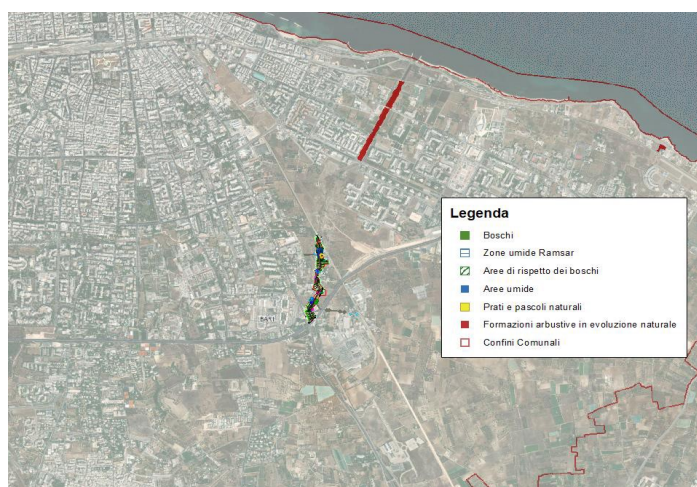 BARI
Legenda
Boschi
Zone umide Ramsar
Aree di rispetto dei boschi
Aree umide
Prati e pascoli naturali
Formazioni arbustive in evoluzione naturale
Confini Comunali